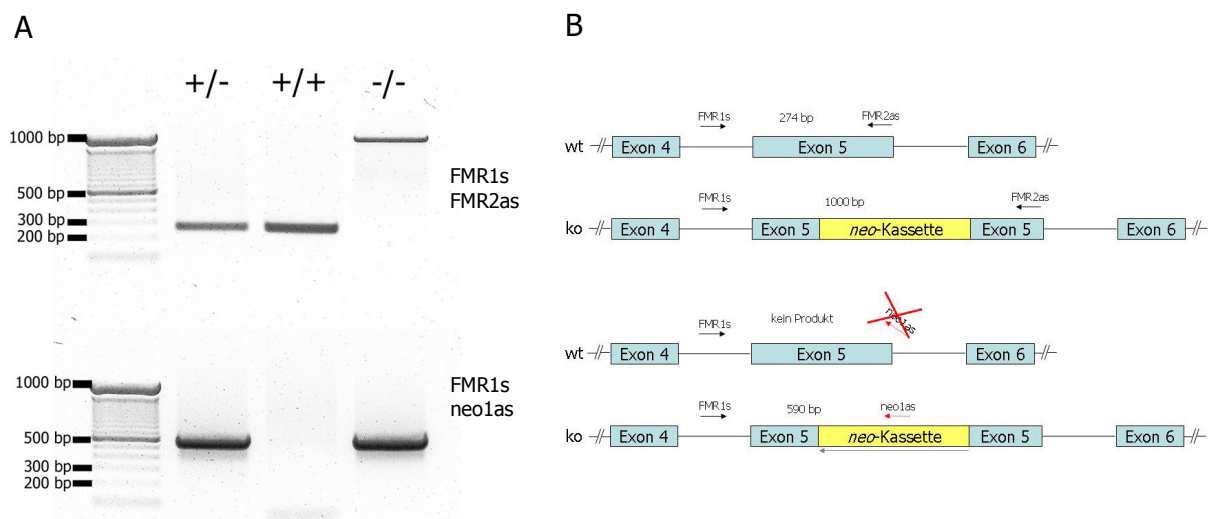 A
+/- +/+ -/-
1000 bp
500 bp
300 bp
200 bp
FMR1s
FMR2as
1000 bp
500 bp
300 bp
200 bp
FMR1s
neo1as
B
FMR1s 274 bp FMR2as
wt Exon 4 Exon 5 Exon 6
FMR1s 1000 bp FMR2as
ko Exon 4 Exon 5 neo-Kassette Exon 5 Exon 6
FMR1s kein Produkt neo1as
wt Exon 4 Exon 5 Exon 6
FMR1s 590 bp neo1as
ko Exon 4 Exon 5 neo-Kassette Exon 5 Exon 6